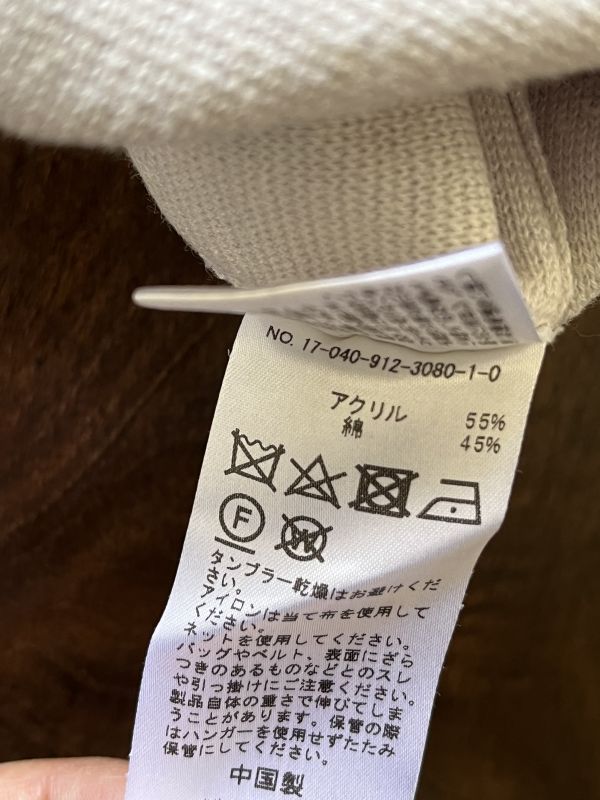 NO. 17-040-912-3080-1-0
アクリル 55%
綿 45%
F W
タンブラー乾燥はお避けくだ
さい。
アイロンは当て布を使用して
ください。
ネットを使用してください。
バッグやベルト、表面にざら
つきのあるものなどとのスレ
や引っ掛けにご注意ください。
製品自体の重さで伸びてしま
うことがあります。保管の際
はハンガーを使用せずたたみ
保管にしてください。
中国製